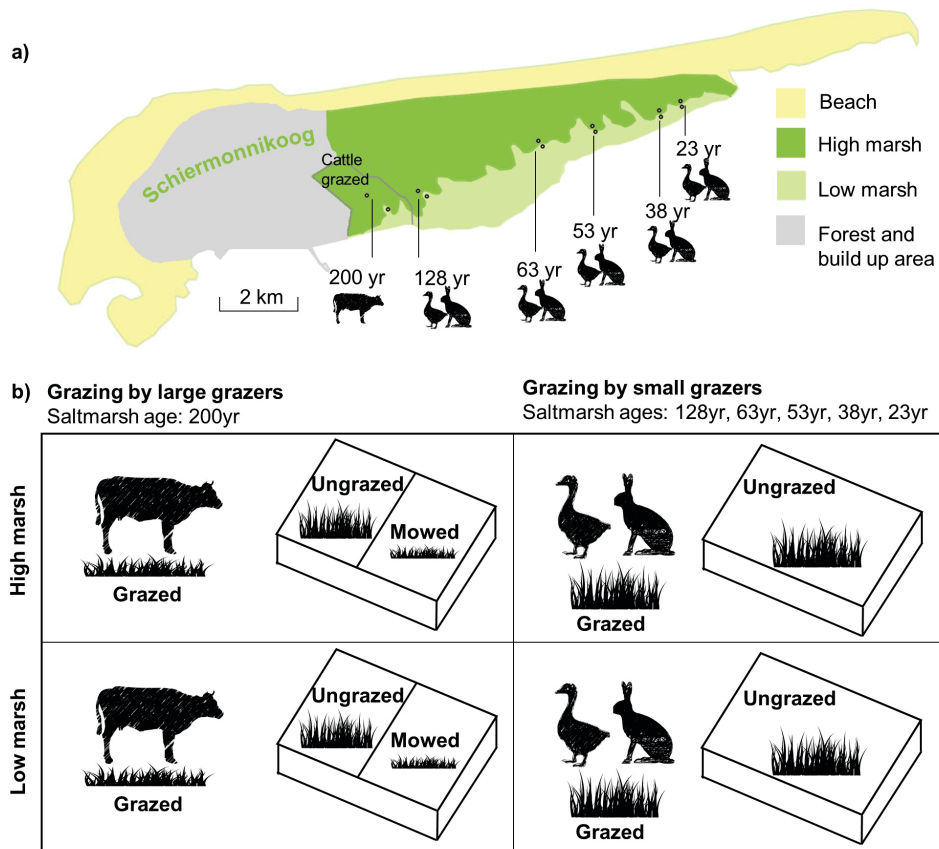 a)
Schiermonnikoog
Cattle
grazed
200 yr
128 yr
63 yr
53 yr
38 yr
23 yr
2 km
Beach
High marsh
Low marsh
Forest and
build up area
b)
Grazing by large grazers
Saltmarsh age: 200yr
Grazing by small grazers
Saltmarsh ages: 128yr, 63yr, 53yr, 38yr, 23yr
High marsh
Grazed
Ungrazed
Mowed
Grazed
Ungrazed
Low marsh
Grazed
Ungrazed
Mowed
Grazed
Ungrazed